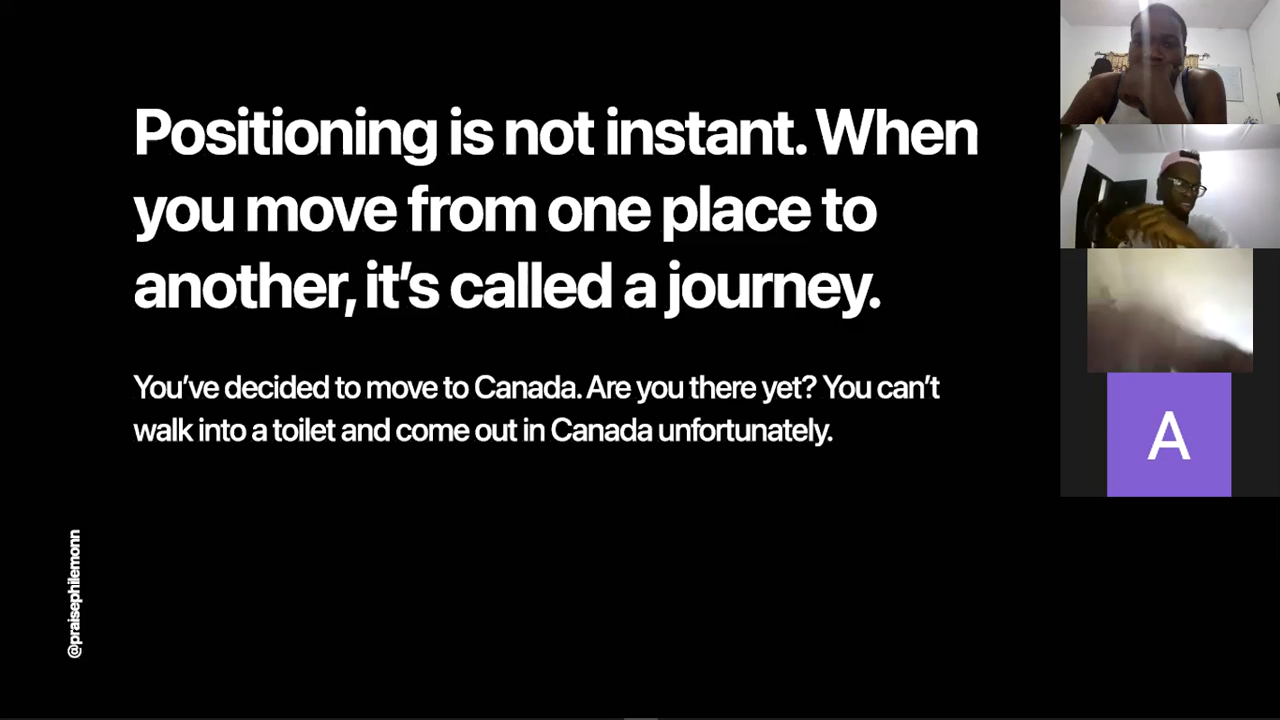 Positioning is not instant. When
you move from one place to
another, it’s called a journey.
You’ve decided to move to Canada. Are you there yet? You can’t
walk into a toilet and come out in Canada unfortunately.
@praisephilemonn
A